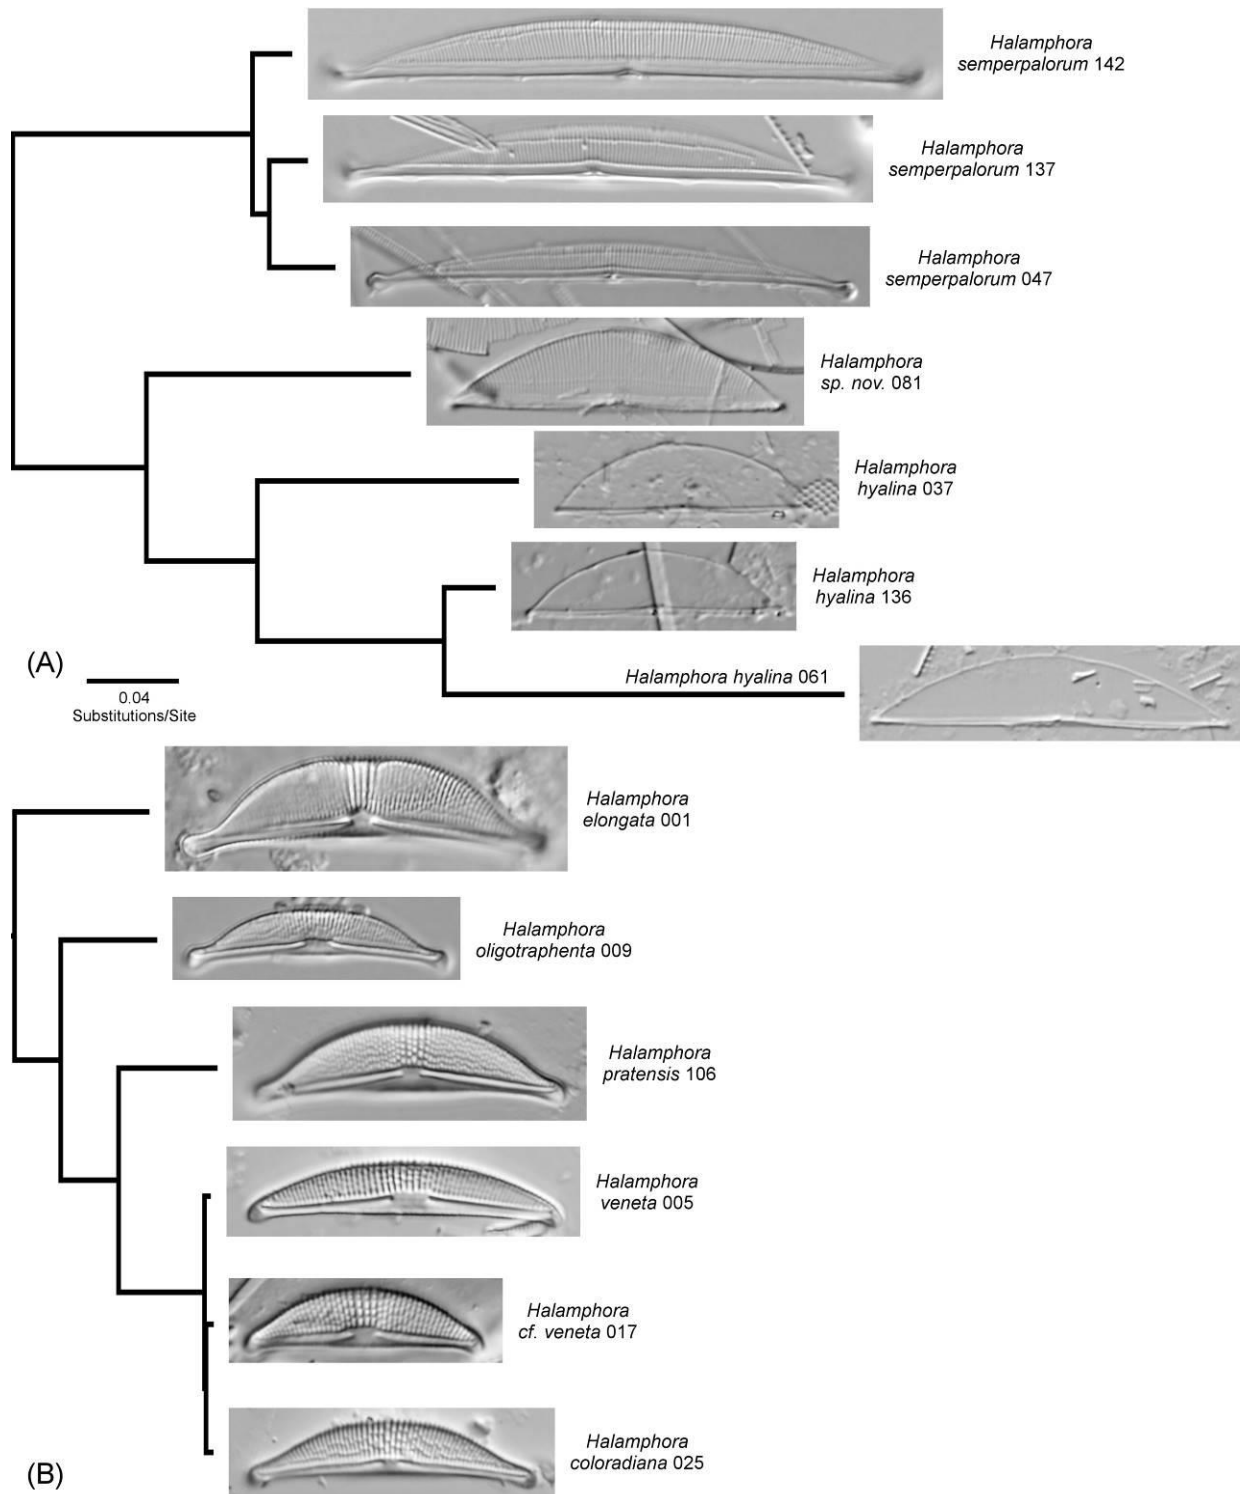 Halamphora
semperpalorum 142
Halamphora
semperpalorum 137
Halamphora
semperpalorum 047
Halamphora
sp. nov. 081
Halamphora
hyalina 037
Halamphora
hyalina 136
Halamphora hyalina 061
(A)
0.04
Substitutions/Site
Halamphora
elongata 001
Halamphora
oligotraphenta 009
Halamphora
pratensis 106
Halamphora
veneta 005
Halamphora
cf. veneta 017
Halamphora
coloradiana 025
(B)